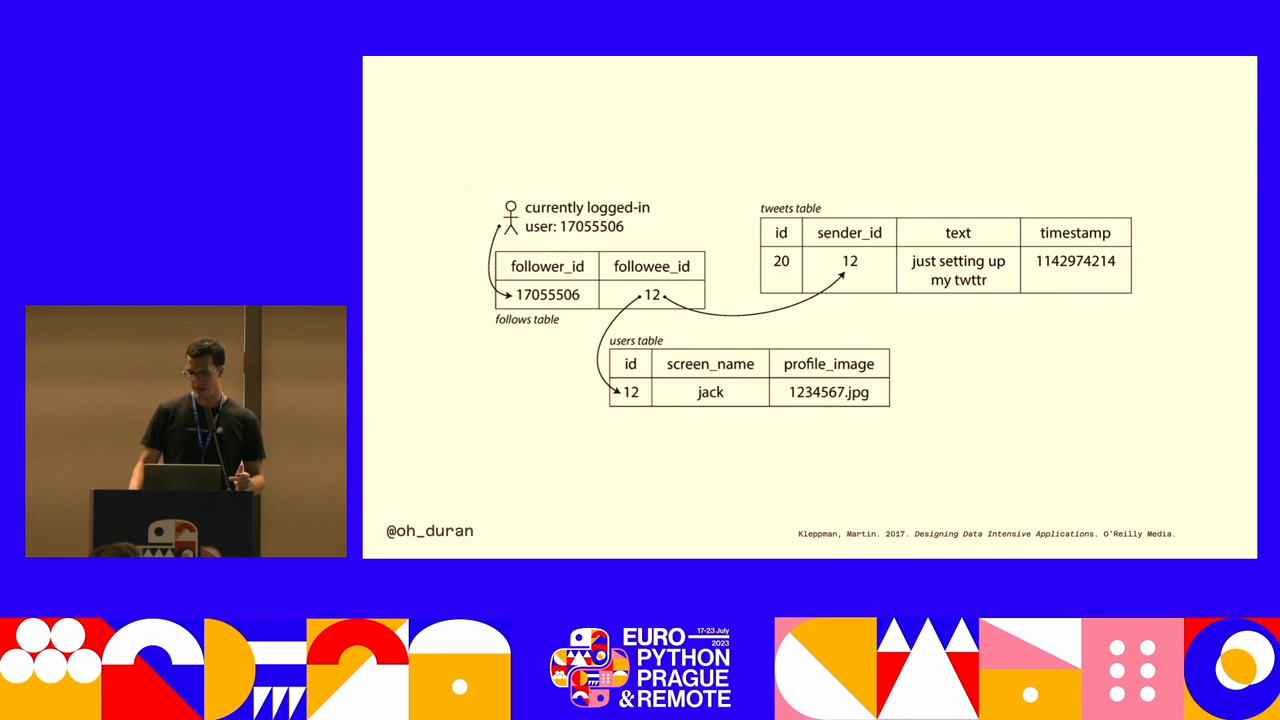 currently logged-in
user: 17055506
follower_id followee_id
17055506 12
follows table
tweets table
id sender_id text timestamp
20 12 just setting up my twttr 1142974214
users table
id screen_name profile_image
12 jack 1234567.jpg
@oh_duran
Kleppman, Martin. 2017. Designing Data Intensive Applications. O'Reilly Media.
EURO 17-23 July 2023
PYTHON
PRAGUE
& REMOTE